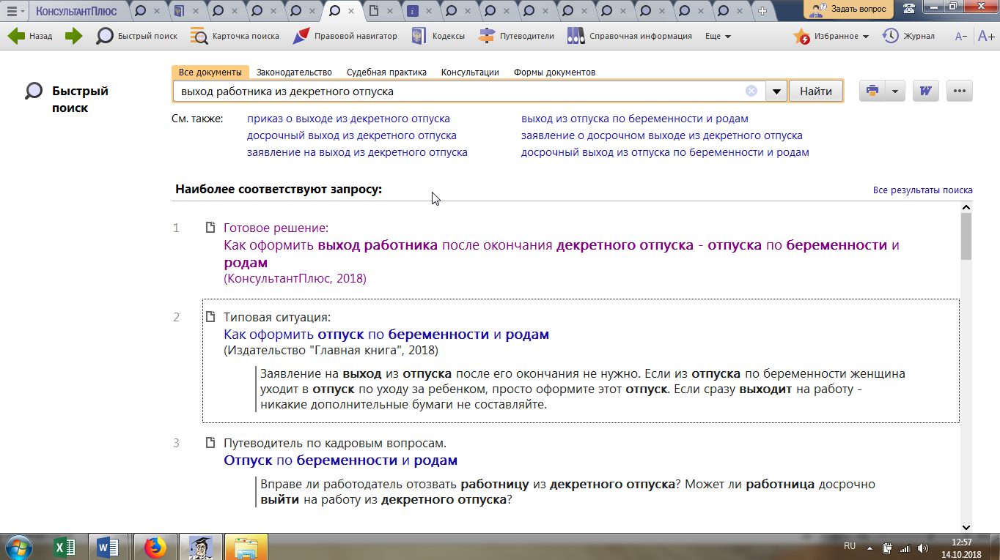 КонсультантПлюс
Задать вопрос
Назад Быстрый поиск Карточка поиска Правовой навигатор Кодексы Путеводители Справочная информация Еще Избранное Журнал A− A+
Все документы Законодательство Судебная практика Консультации Формы документов
Быстрый поиск
выход работника из декретного отпуска Найти W
См. также: приказ о выходе из декретного отпуска выход из отпуска по беременности и родам
досрочный выход из декретного отпуска заявление о досрочном выходе из декретного отпуска
заявление на выход из декретного отпуска досрочный выход из отпуска по беременности и родам
Наиболее соответствуют запросу: Все результаты поиска
1 Готовое решение:
Как оформить выход работника после окончания декретного отпуска - отпуска по беременности и
родам
(КонсультантПлюс, 2018)
2 Типовая ситуация:
Как оформить отпуск по беременности и родам
(Издательство "Главная книга", 2018)
Заявление на выход из отпуска после его окончания не нужно. Если из отпуска по беременности женщина
уходит в отпуск по уходу за ребенком, просто оформите этот отпуск. Если сразу выходит на работу -
никакие дополнительные бумаги не составляйте.
3 Путеводитель по кадровым вопросам.
Отпуск по беременности и родам
Вправе ли работодатель отозвать работницу из декретного отпуска? Может ли работница досрочно
выйти на работу из декретного отпуска?
RU 12:57
14.10.2018